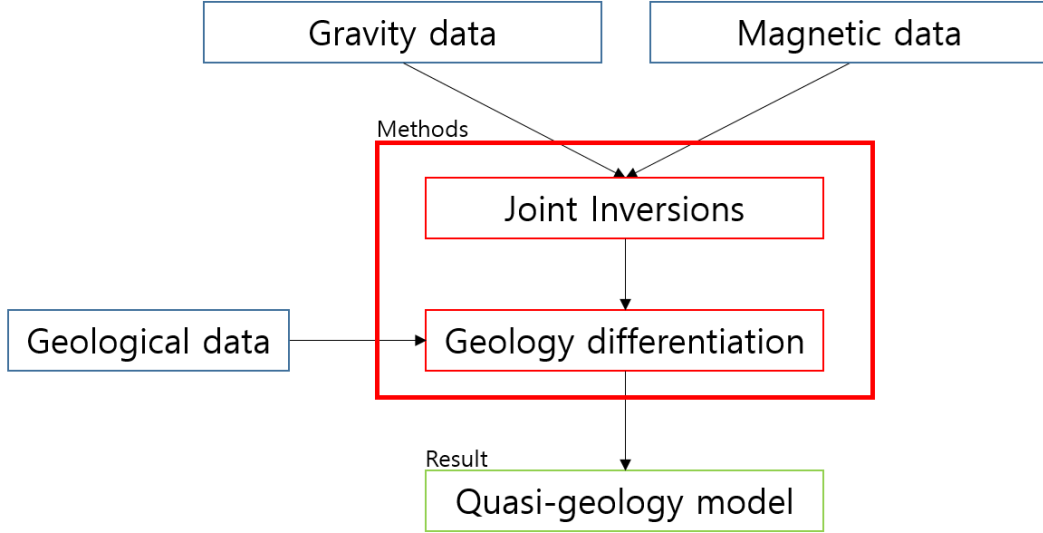 Gravity data
Magnetic data
Methods
Joint Inversions
Geological data
Geology differentiation
Result
Quasi-geology model